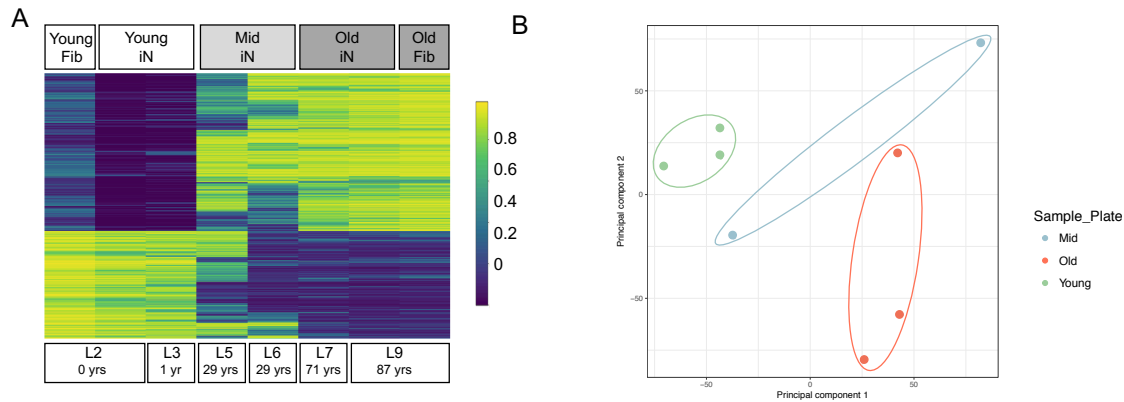 A
Young Fib
Young iN
Mid iN
Old iN
Old Fib
0.8
0.6
0.4
0.2
0
L2
0 yrs
L3
1 yr
L5
29 yrs
L6
29 yrs
L7
71 yrs
L9
87 yrs
B
50
0
−50
−50
0
50
Principal component 2
Principal component 1
Sample_Plate
Mid
Old
Young